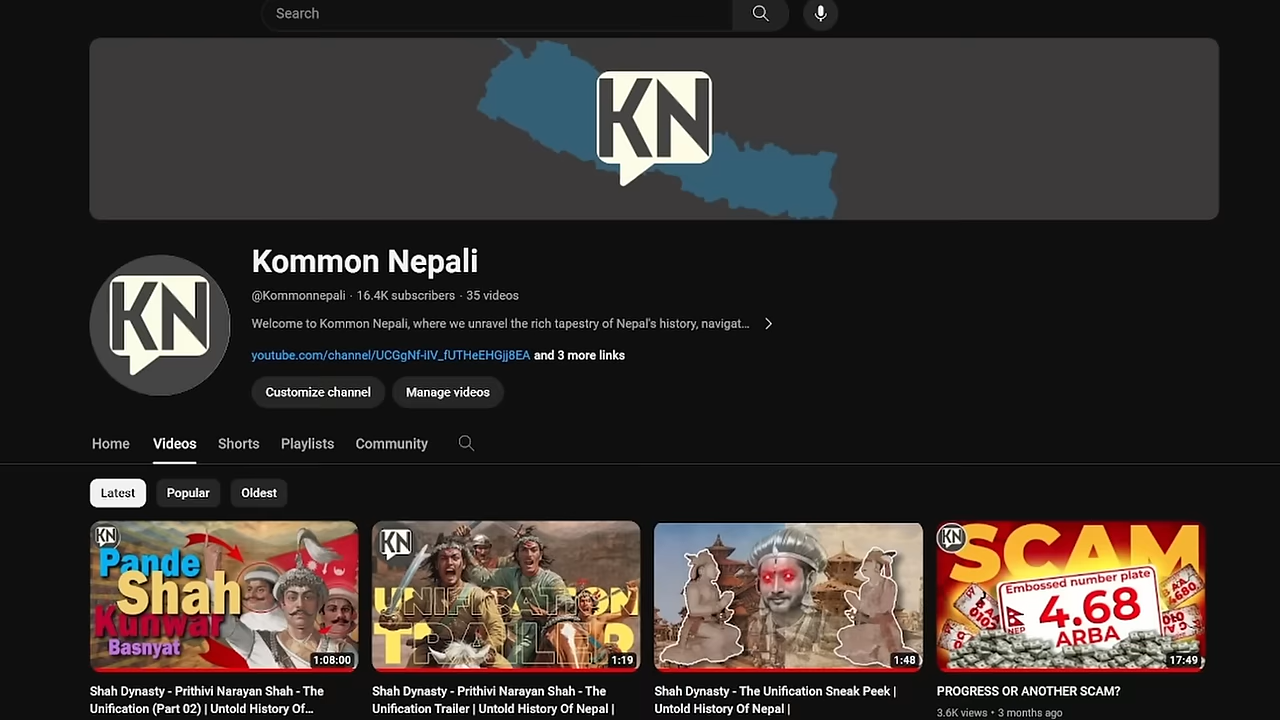 Search
KN
Kommon Nepali
KN
@Kommonnepali · 16.4K subscribers · 35 videos
Welcome to Kommon Nepali, where we unravel the rich tapestry of Nepal's history, navigat...
youtube.com/channel/UCGgNf-iIV_fUTHeEHGjj8EA and 3 more links
Customize channel Manage videos
Home Videos Shorts Playlists Community
Latest Popular Oldest
KN
Pande
Shah
Kunwar
Basnyat
1:08:00
KN
UNIFICATION
TRAILER
1:19
1:48
KN
SCAM
Embossed number plate
NEP
4.68
ARBA
17:49
Shah Dynasty - Prithivi Narayan Shah - The
Unification (Part 02) | Untold History Of...
Shah Dynasty - Prithivi Narayan Shah - The
Unification Trailer | Untold History Of Nepal |
Shah Dynasty - The Unification Sneak Peek |
Untold History Of Nepal |
PROGRESS OR ANOTHER SCAM?
3.6K views • 3 months ago